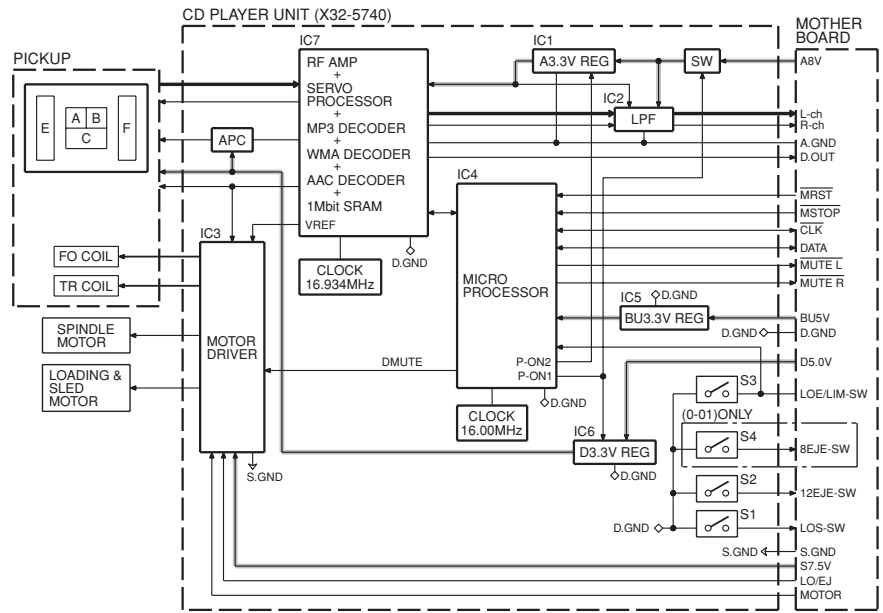 CD PLAYER UNIT (X32-5740)
MOTHER
BOARD
PICKUP
E
A
B
C
F
FO COIL
TR COIL
SPINDLE
MOTOR
LOADING &
SLED
MOTOR
APC
IC3
MOTOR
DRIVER
S.GND
IC7
RF AMP
+
SERVO
PROCESSOR
+
MP3 DECODER
+
WMA DECODER
+
AAC DECODER
+
1Mbit SRAM
VREF
CLOCK
16.934MHz
D.GND
DMUTE
IC4
MICRO
PROCESSOR
P-ON2
P-ON1
CLOCK
16.00MHz
D.GND
IC1
A3.3V REG
SW
IC2
LPF
IC5
D.GND
BU3.3V REG
D.GND
IC6
D3.3V REG
D.GND
S3
(0-01)ONLY
S4
S2
S1
D.GND
S.GND
A8V
L-ch
R-ch
A.GND
D.OUT
MRST
MSTOP
CLK
DATA
MUTE L
MUTE R
BU5V
D.GND
D5.0V
LOE/LIM-SW
8EJE-SW
12EJE-SW
LOS-SW
S.GND
S7.5V
LO/EJ
MOTOR